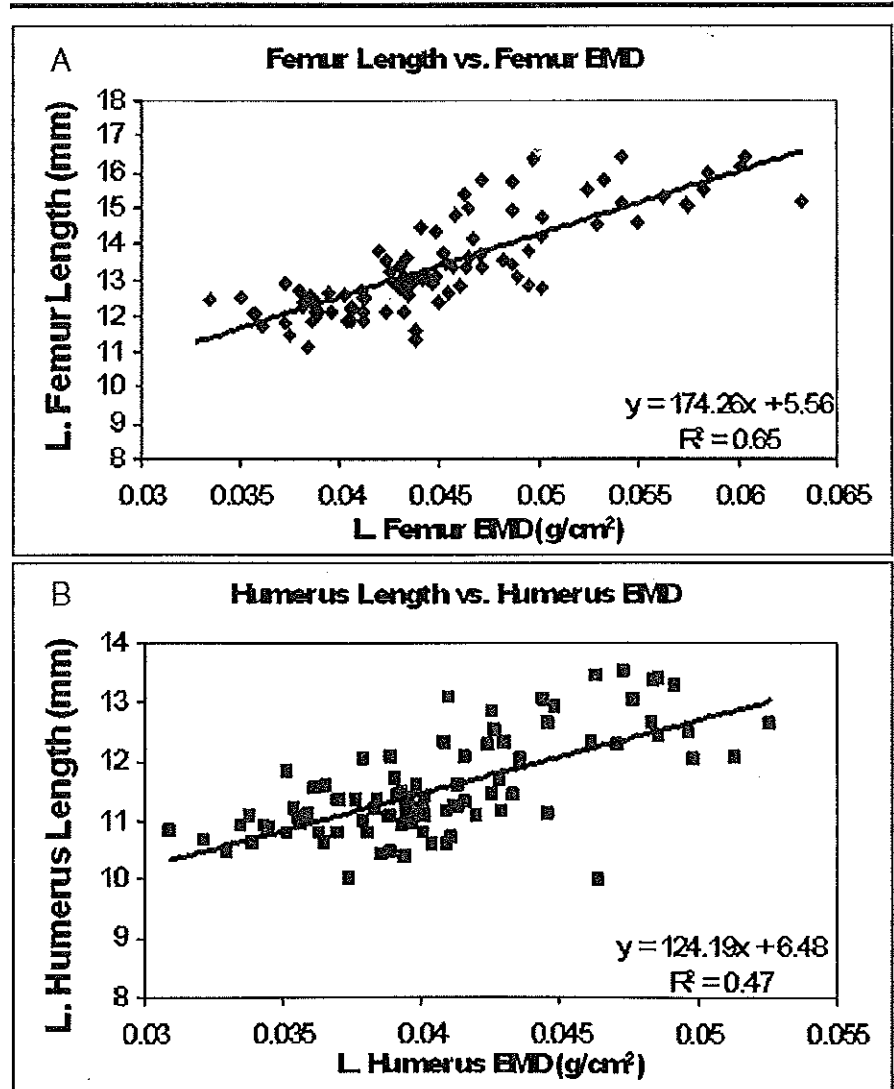 A
Femur Length vs. Femur BMD
L. Femur Length (mm)
18
17
16
15
14
13
12
11
10
9
8
0.03 0.035 0.04 0.045 0.05 0.055 0.06 0.065
y = 174.26x + 5.56
R² = 0.65
L. Femur BMD (g/cm²)
B
Humerus Length vs. Humerus BMD
L. Humerus Length (mm)
14
13
12
11
10
9
8
0.03 0.035 0.04 0.045 0.05 0.055
y = 124.19x + 6.48
R² = 0.47
L. Humerus BMD (g/cm²)